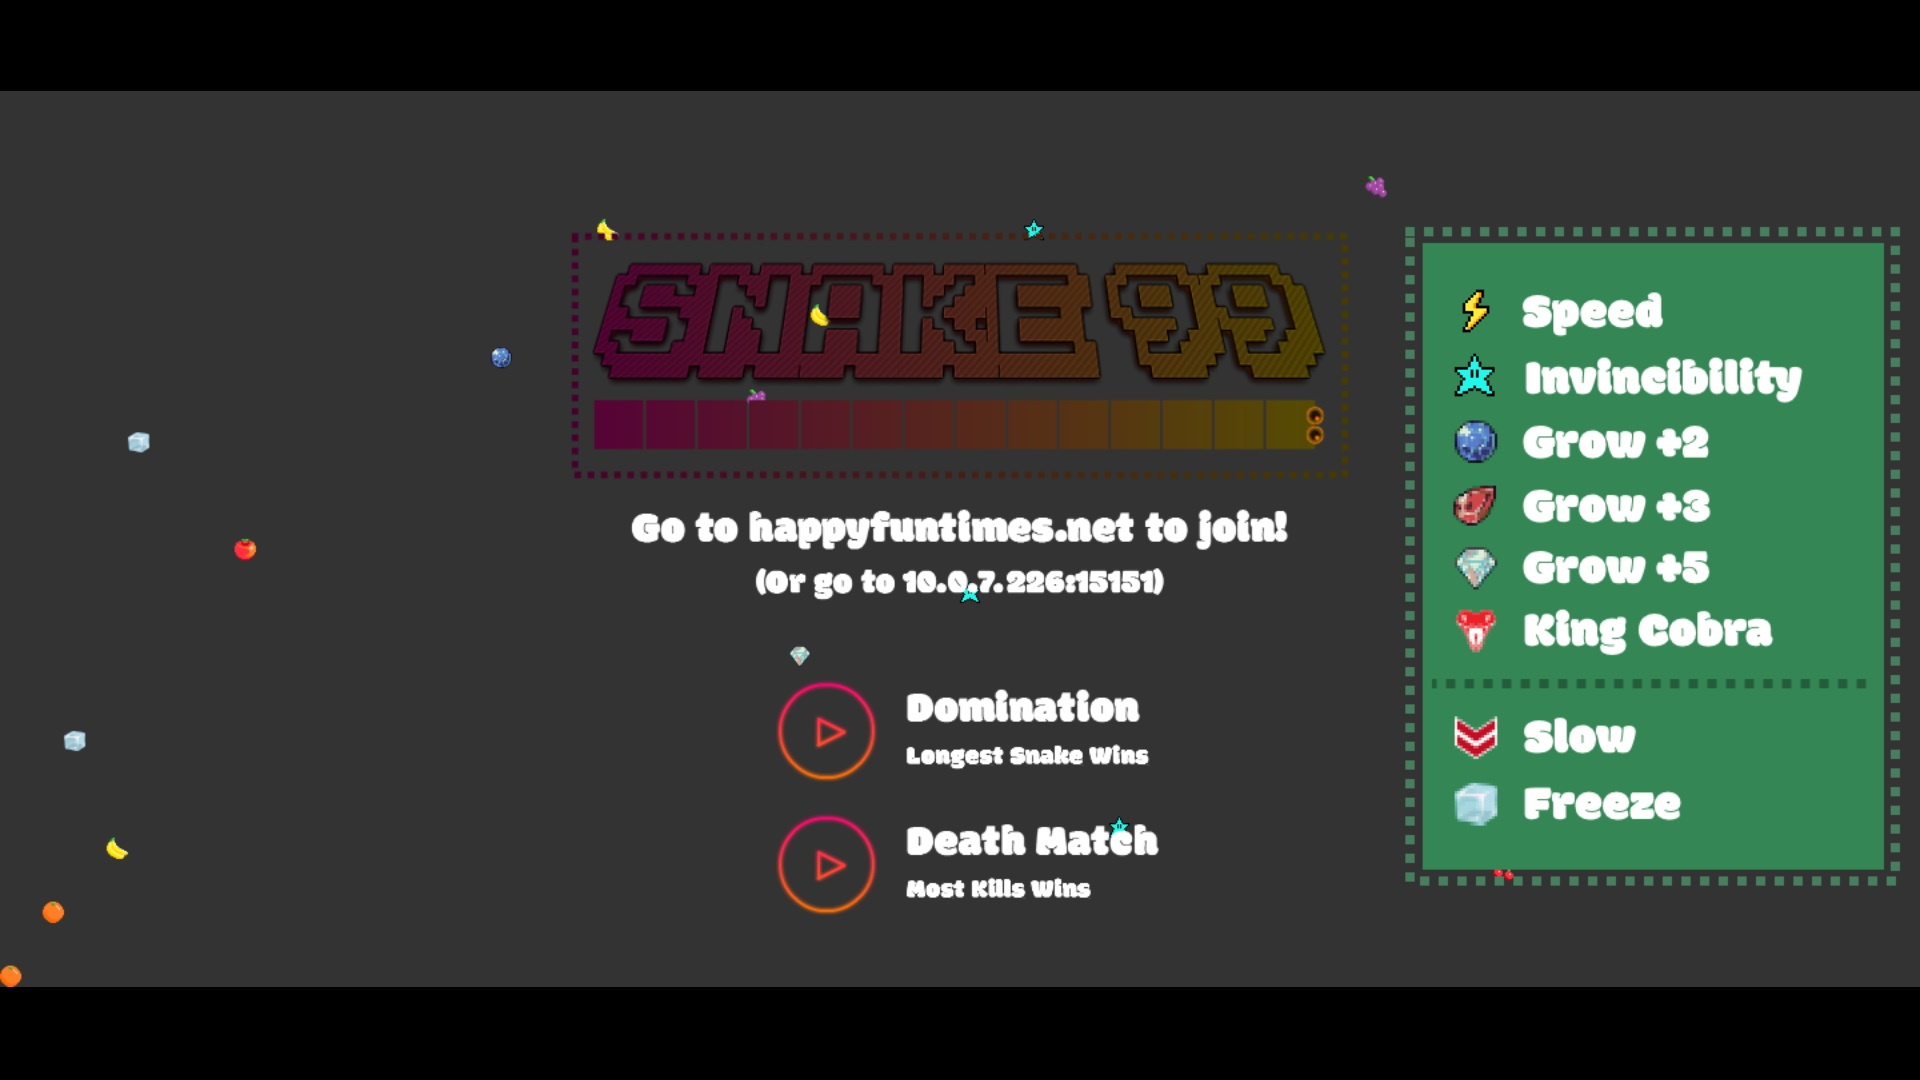 SNAKE 99
Go to happyfuntimes.net to join!
(Or go to 10.0.7.226:15151)
Domination
Longest Snake Wins
Death Match
Most Kills Wins
Speed
Invincibility
Grow +2
Grow +3
Grow +5
King Cobra
Slow
Freeze